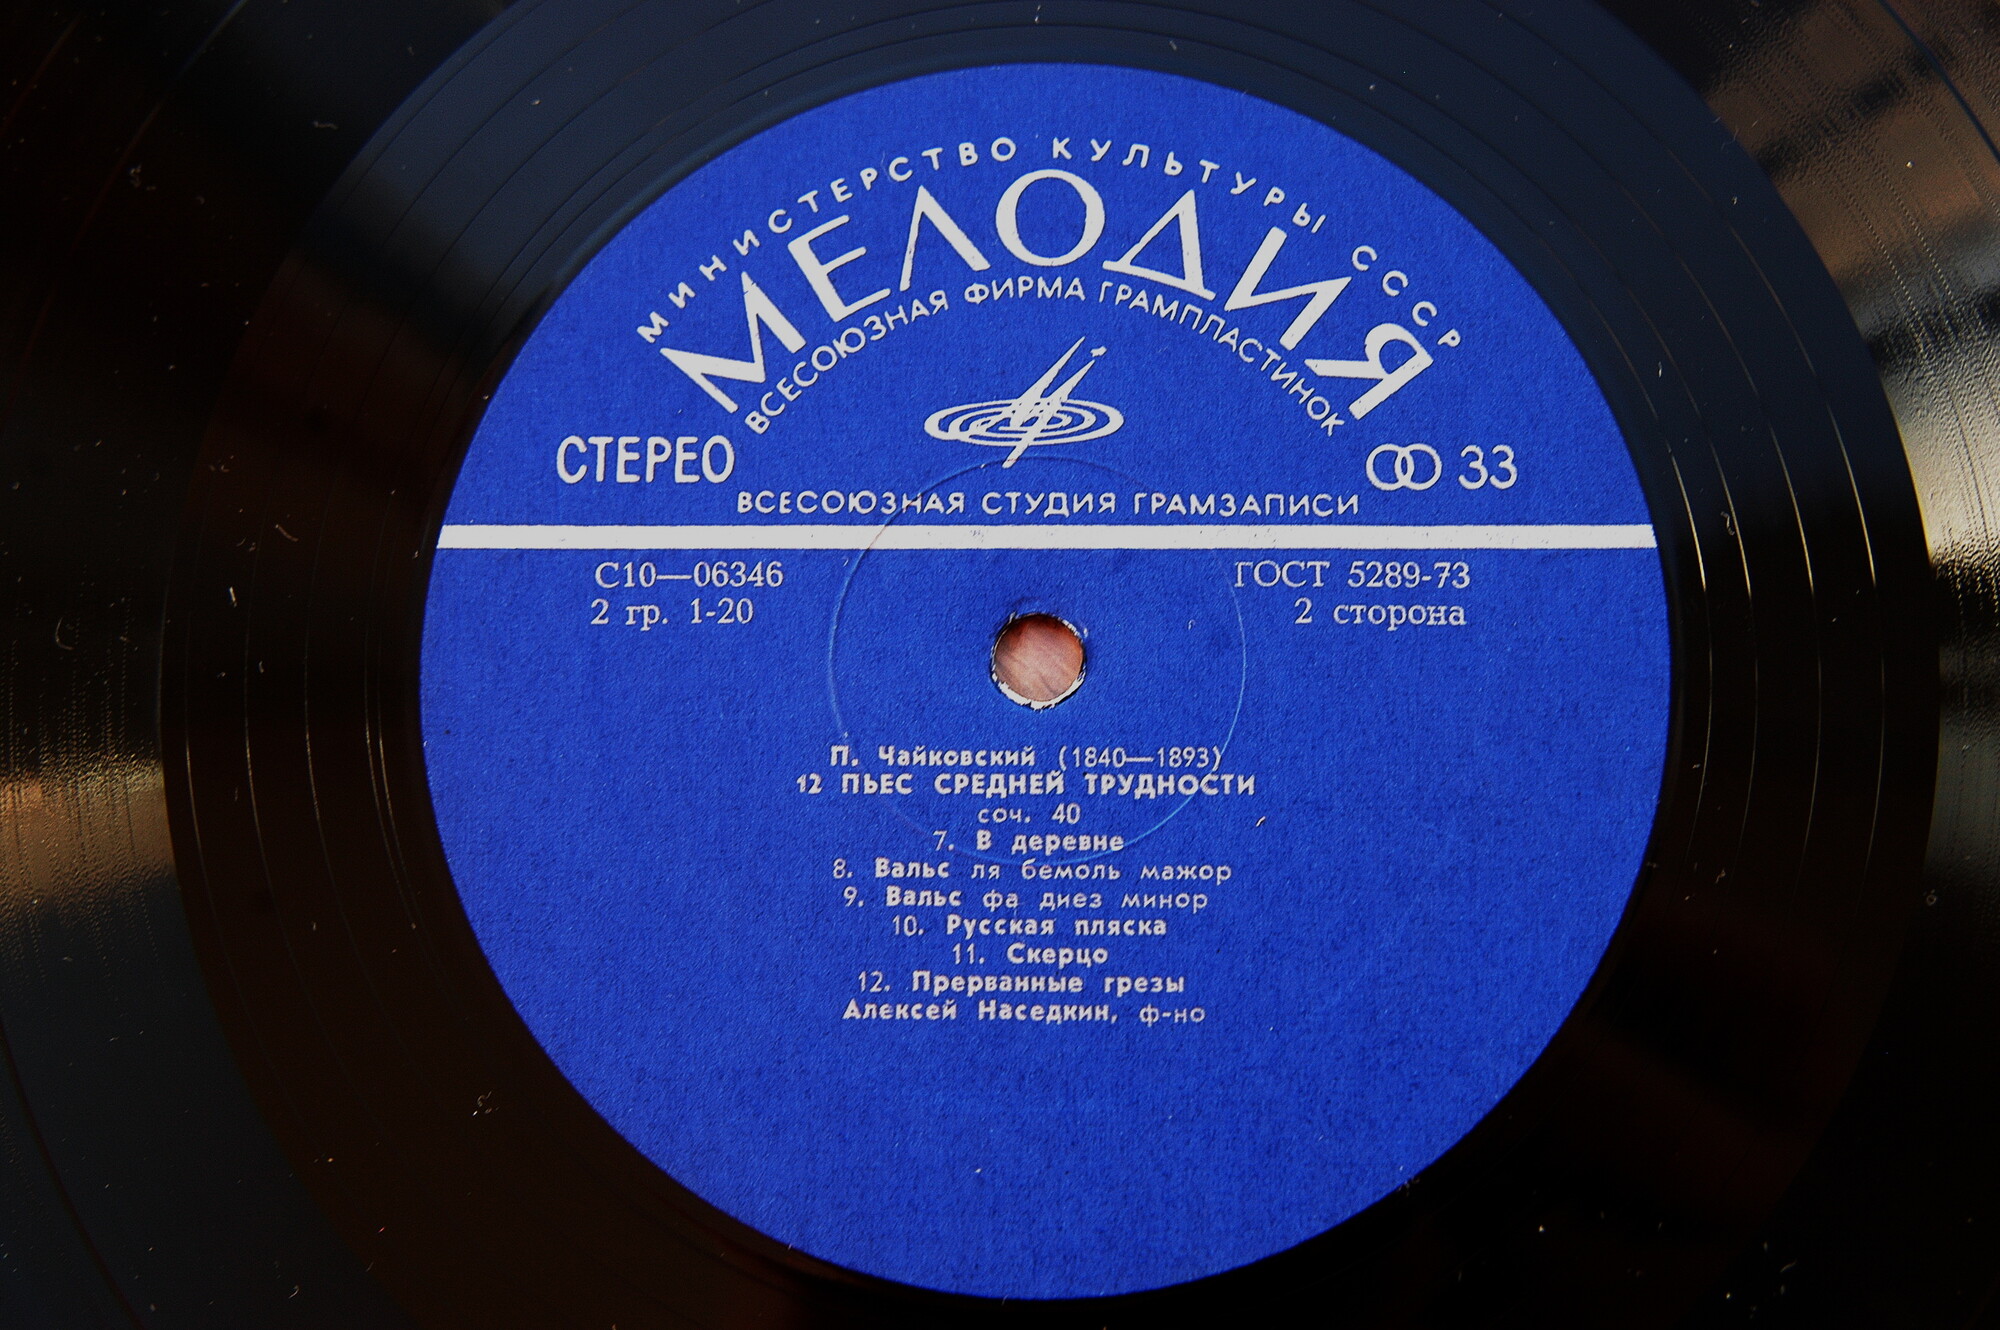 МИНИСТЕРСТВО КУЛЬТУРЫ СССР
МЕЛОДИЯ
ВСЕСОЮЗНАЯ ФИРМА ГРАМПЛАСТИНОК
СТЕРЕО
33
ВСЕСОЮЗНАЯ СТУДИЯ ГРАМЗАПИСИ
С10—06346
ГОСТ 5289-73
2 гр. 1-20
2 сторона
П. Чайковский (1840—1893)
12 ПЬЕС СРЕДНЕЙ ТРУДНОСТИ
соч. 40
7. В деревне
8. Вальс ля бемоль мажор
9. Вальс фа диез минор
10. Русская пляска
11. Скерцо
12. Прерванные грезы
Алексей Наседкин, ф-но